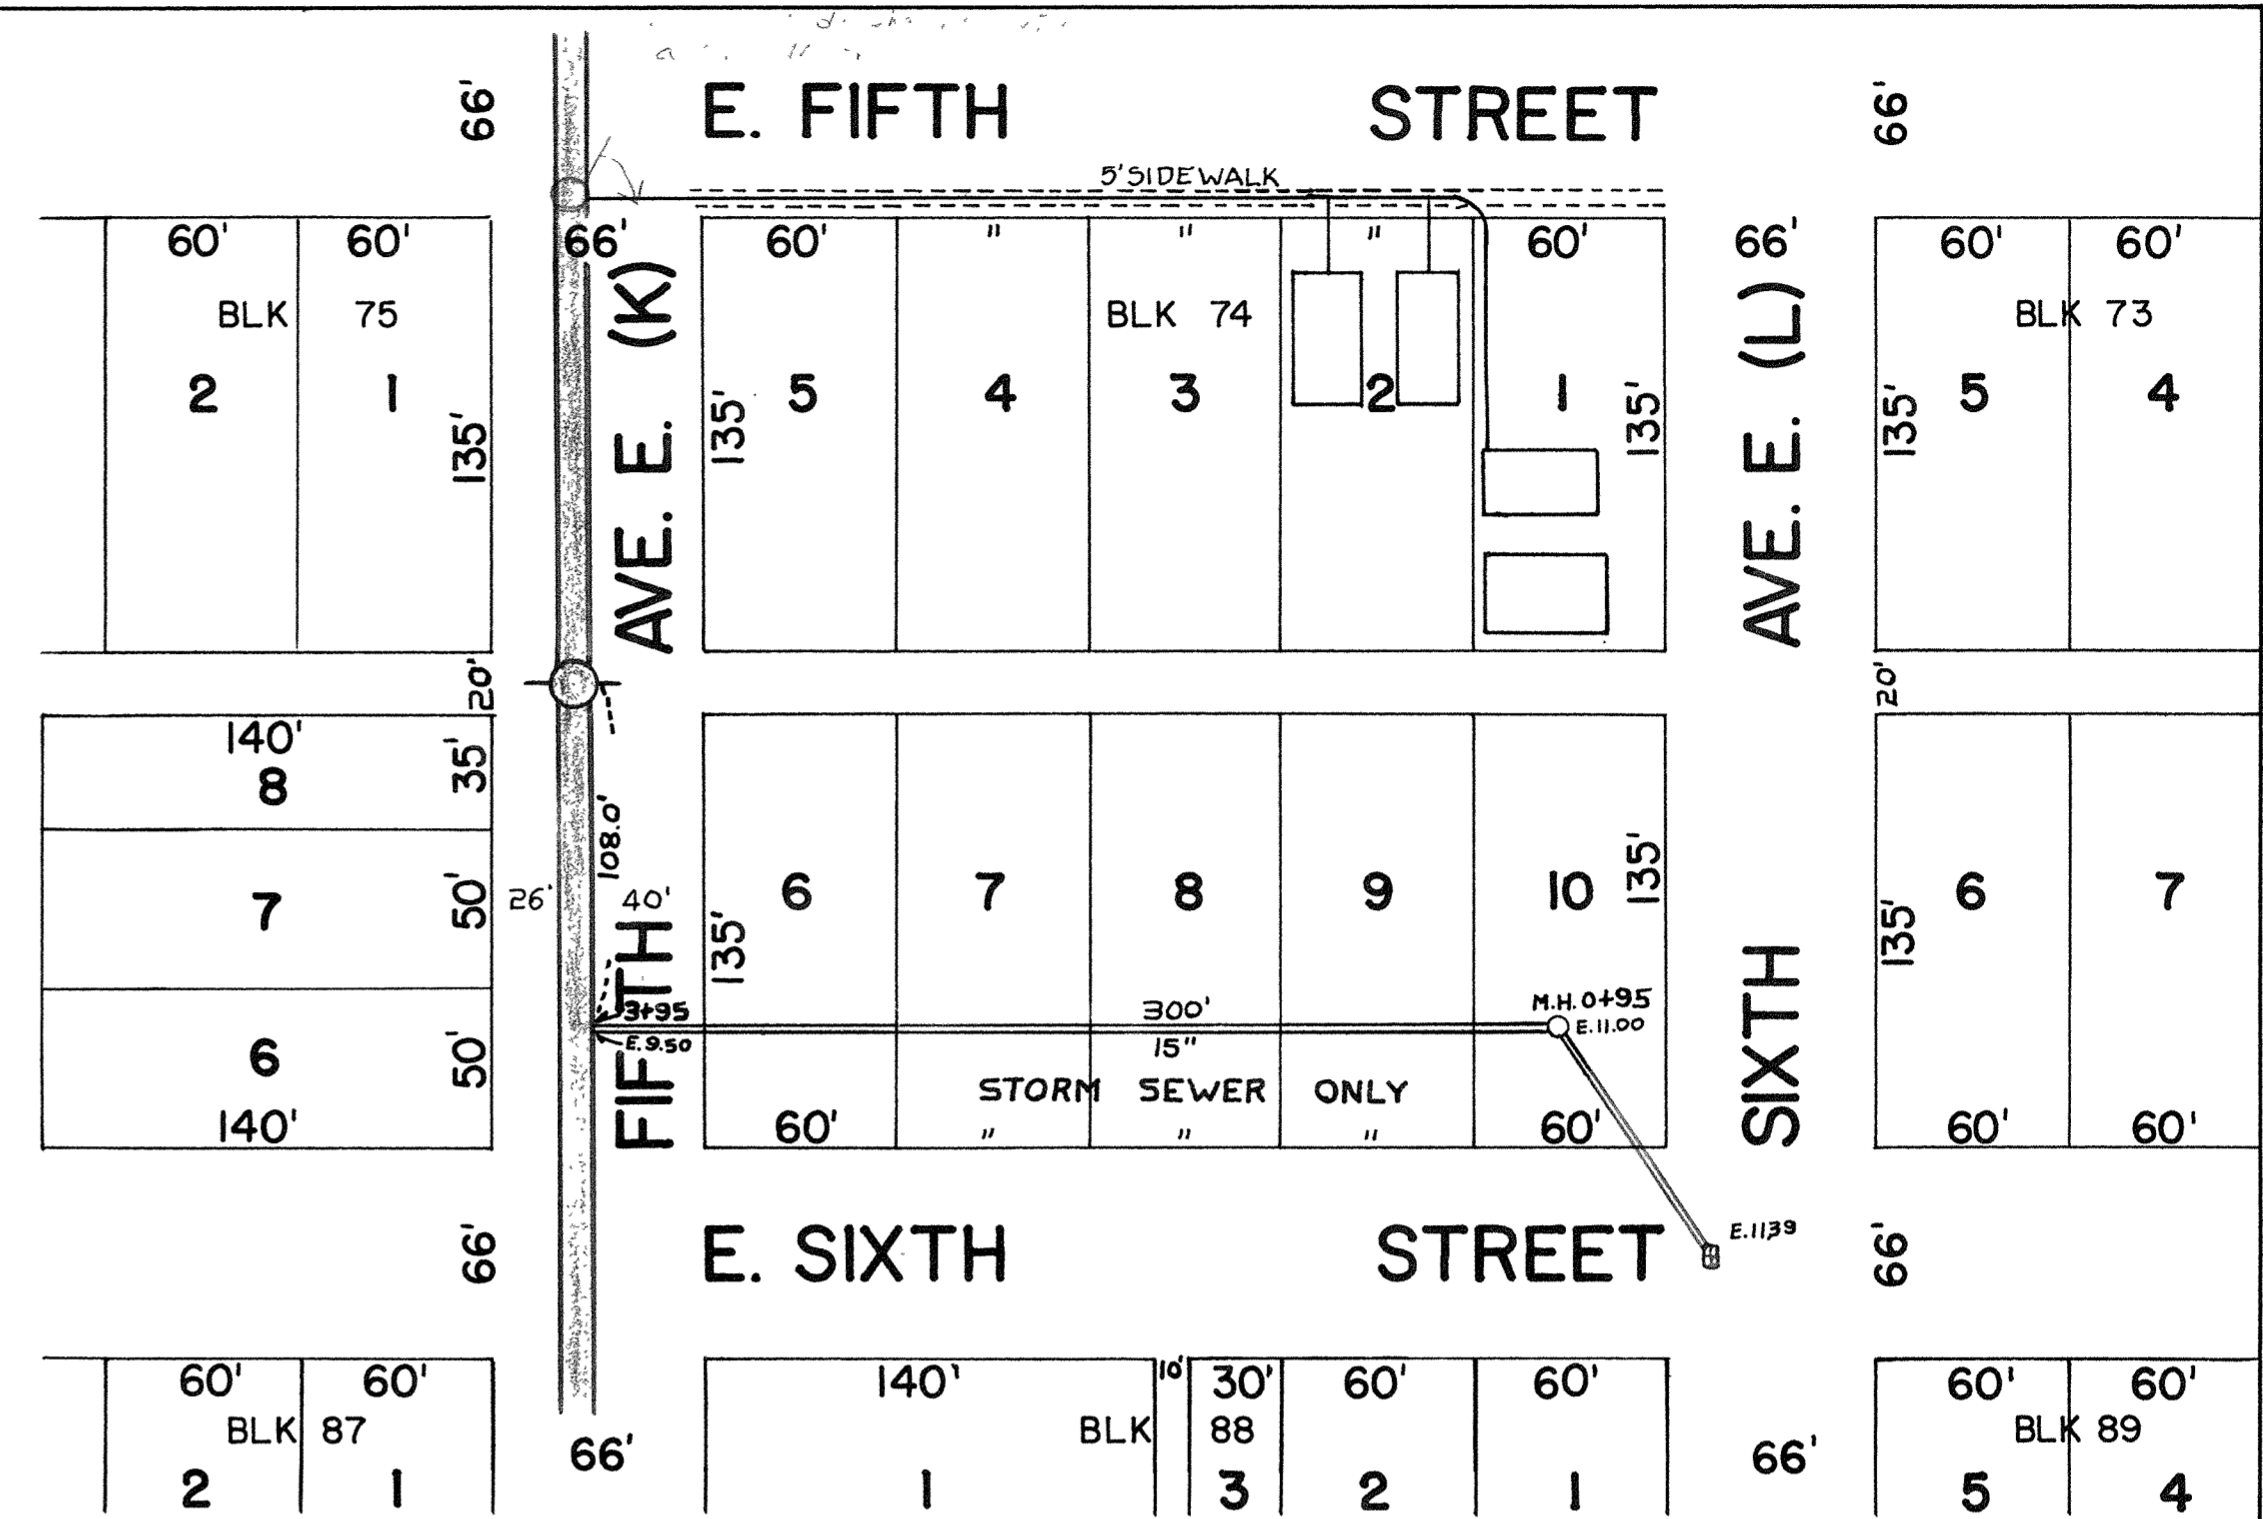 66' E. FIFTH STREET 66'
5' SIDEWALK
60' 60' 66' 60' " " " 60' 66' 60' 60'
BLK 75 BLK 74 BLK 73
2 1 5 4 3 2 1 5 4
135' 135' 135' 135'
AVE. E. (K)
AVE. E. (L)
20' 20'
140'
8 35'
108.0'
7 50' 26' 40' 6 7 8 9 10 135' 6 7
FIFTH 135' SIXTH 135'
3+95 300' M.H. 0+95
E. 9.50 15" E. 11.00
6 50'
STORM SEWER ONLY
140' 60' " " " 60' 60' 60'
66' E. SIXTH STREET E. 11.39 66'
60' 60' 140' 10' 30' 60' 60' 60' 60'
BLK 87 66' BLK 88 66' BLK 89
2 1 1 3 2 1 5 4